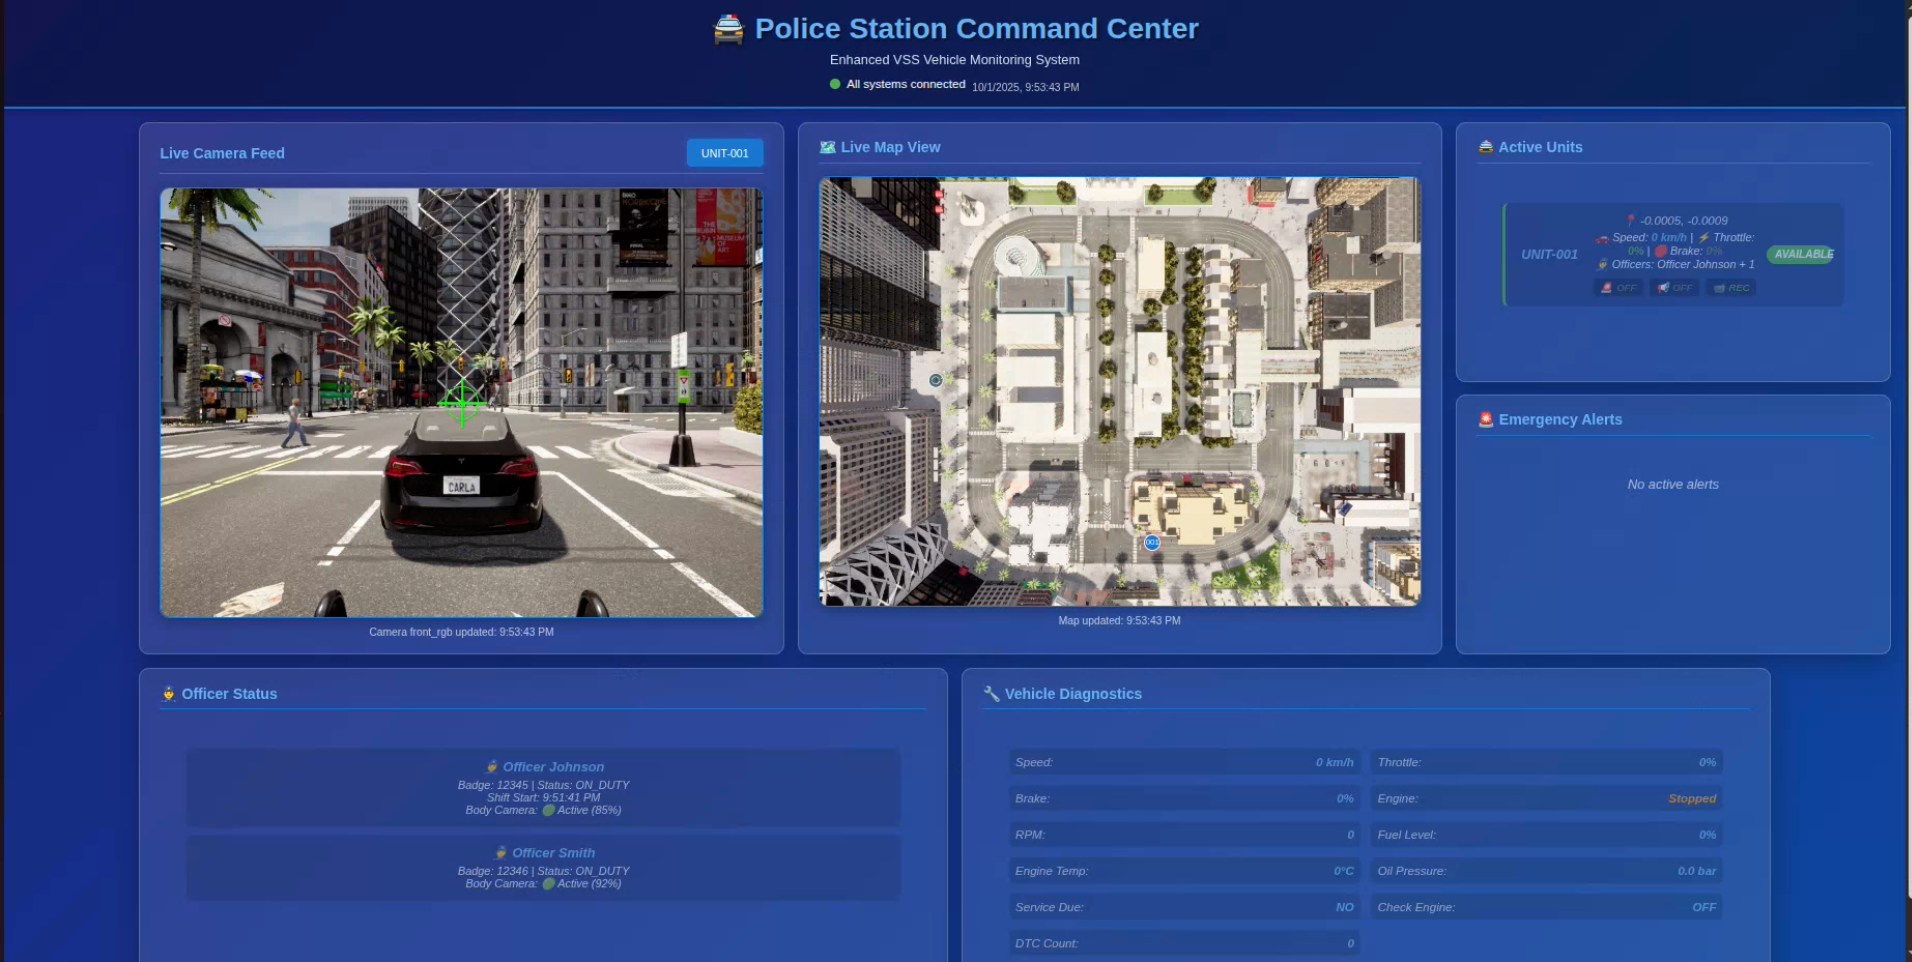 Police Station Command Center
Enhanced VSS Vehicle Monitoring System
All systems connected 10/1/2025, 9:53:43 PM
Live Camera Feed
UNIT-001
CARLA
Camera front_rgb updated: 9:53:43 PM
Live Map View
001
Map updated: 9:53:43 PM
Active Units
UNIT-001
-0.0005, -0.0009
Speed: 0 km/h | Throttle:
0% | Brake: 0%
Officers: Officer Johnson + 1
OFF OFF REC
AVAILABLE
Emergency Alerts
No active alerts
Officer Status
Officer Johnson
Badge: 12345 | Status: ON_DUTY
Shift Start: 9:51:41 PM
Body Camera: Active (85%)
Officer Smith
Badge: 12346 | Status: ON_DUTY
Body Camera: Active (92%)
Vehicle Diagnostics
Speed: 0 km/h
Throttle: 0%
Brake: 0%
Engine: Stopped
RPM: 0
Fuel Level: 0%
Engine Temp: 0°C
Oil Pressure: 0.0 bar
Service Due: NO
Check Engine: OFF
DTC Count: 0